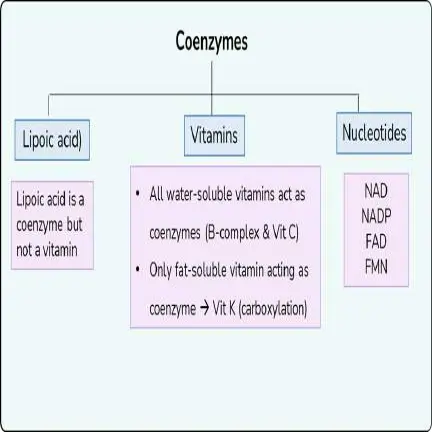 Coenzymes
Lipoic acid)
Vitamins
Nucleotides
Lipoic acid is a
coenzyme but
not a vitamin
• All water-soluble vitamins act as
coenzymes (B-complex & Vit C)
• Only fat-soluble vitamin acting as
coenzyme → Vit K (carboxylation)
NAD
NADP
FAD
FMN